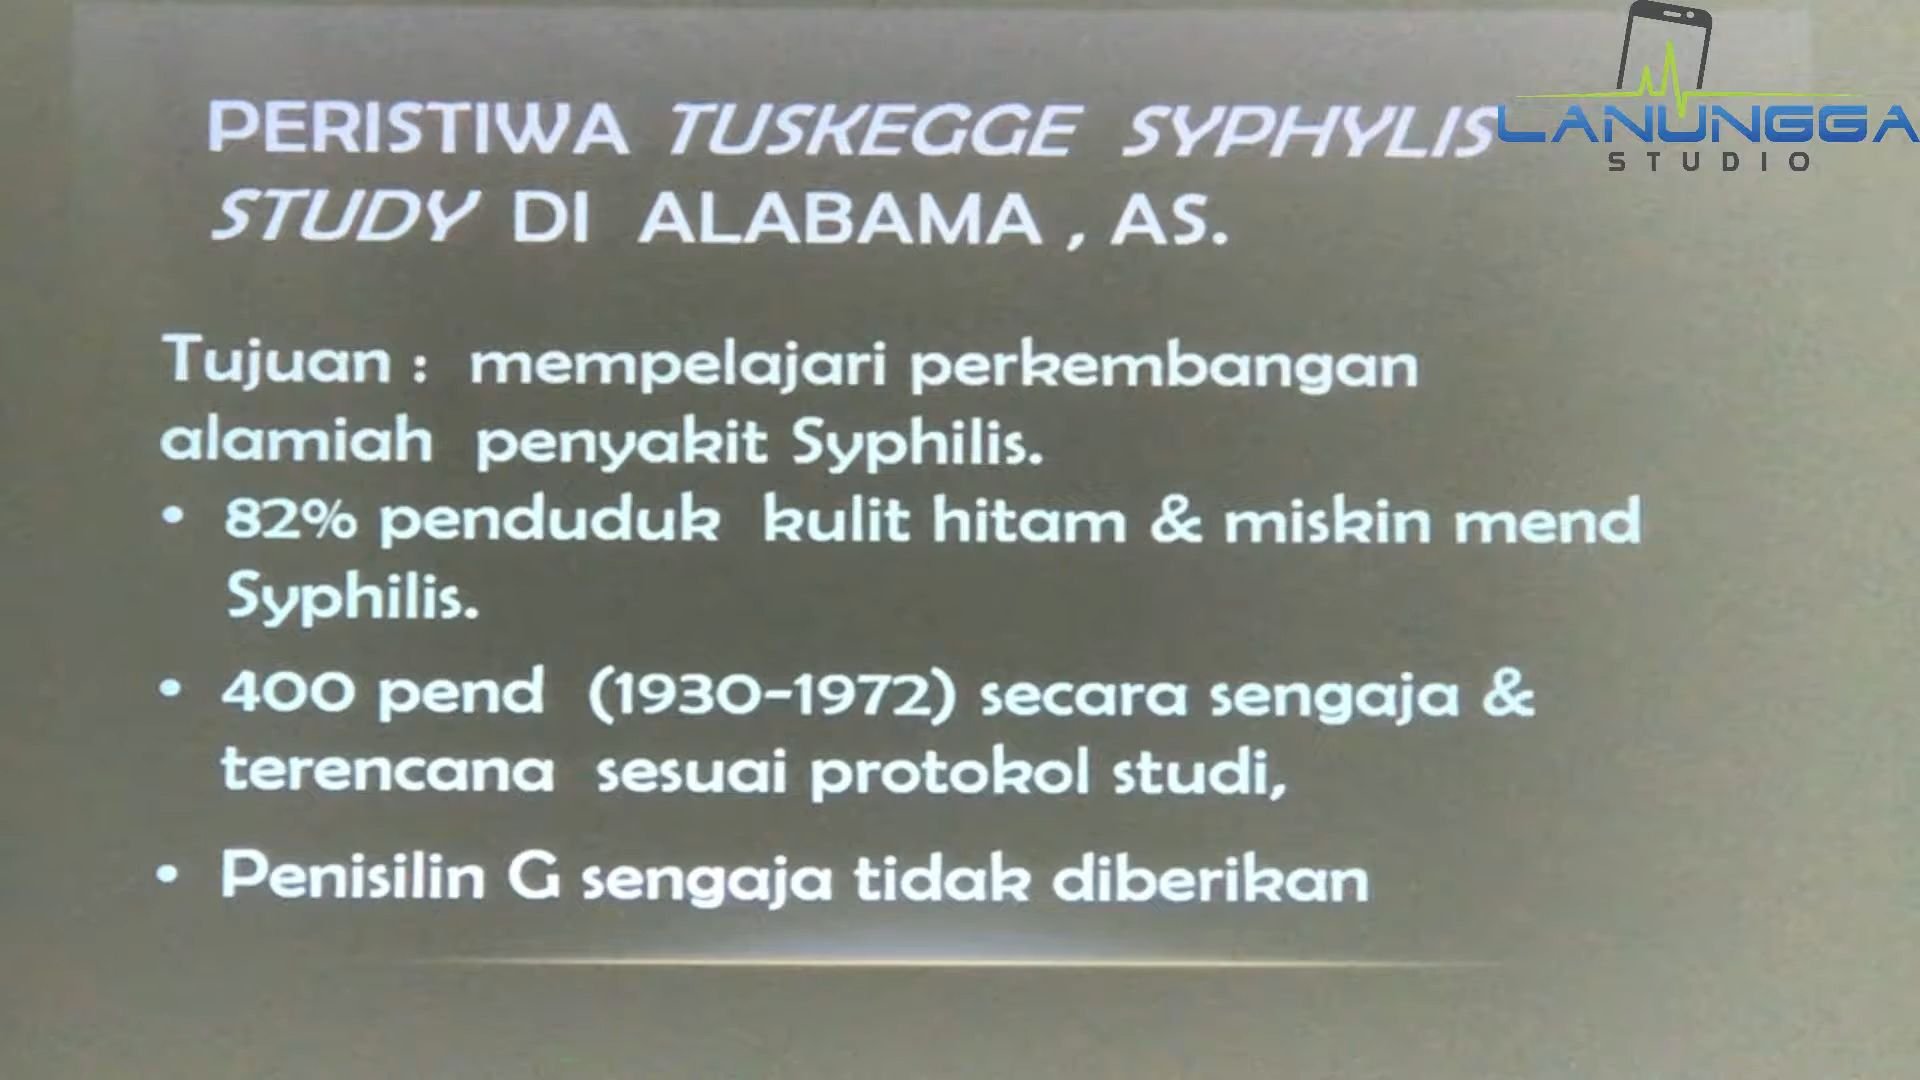 PERISTIWA TUSKEGGE SYPHYLIS
STUDY DI ALABAMA , AS.
Tujuan : mempelajari perkembangan
alamiah penyakit Syphilis.
• 82% penduduk kulit hitam & miskin mend
Syphilis.
• 400 pend (1930-1972) secara sengaja &
terencana sesuai protokol studi,
• Penisilin G sengaja tidak diberikan
LANUNGGA
STUDIO